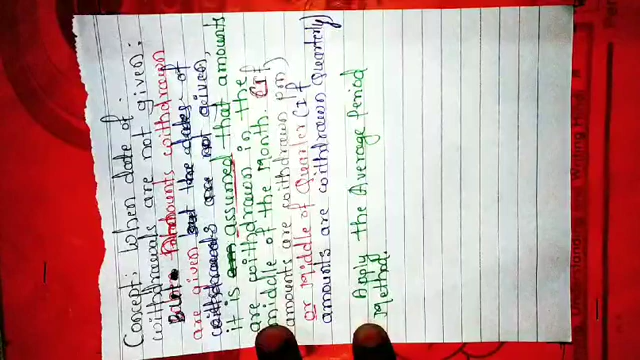 Concept: When date of
withdrawals are not given:
But Amounts withdrawn
are given but the dates of
withdrawals are not given,
it is assumed that amounts
are withdrawn in the
middle of the Month. (If
amounts are withdrawn p.m)
or Middle of Quarter (If
amounts are withdrawn Quarterly)
Apply the Average Period
Method.